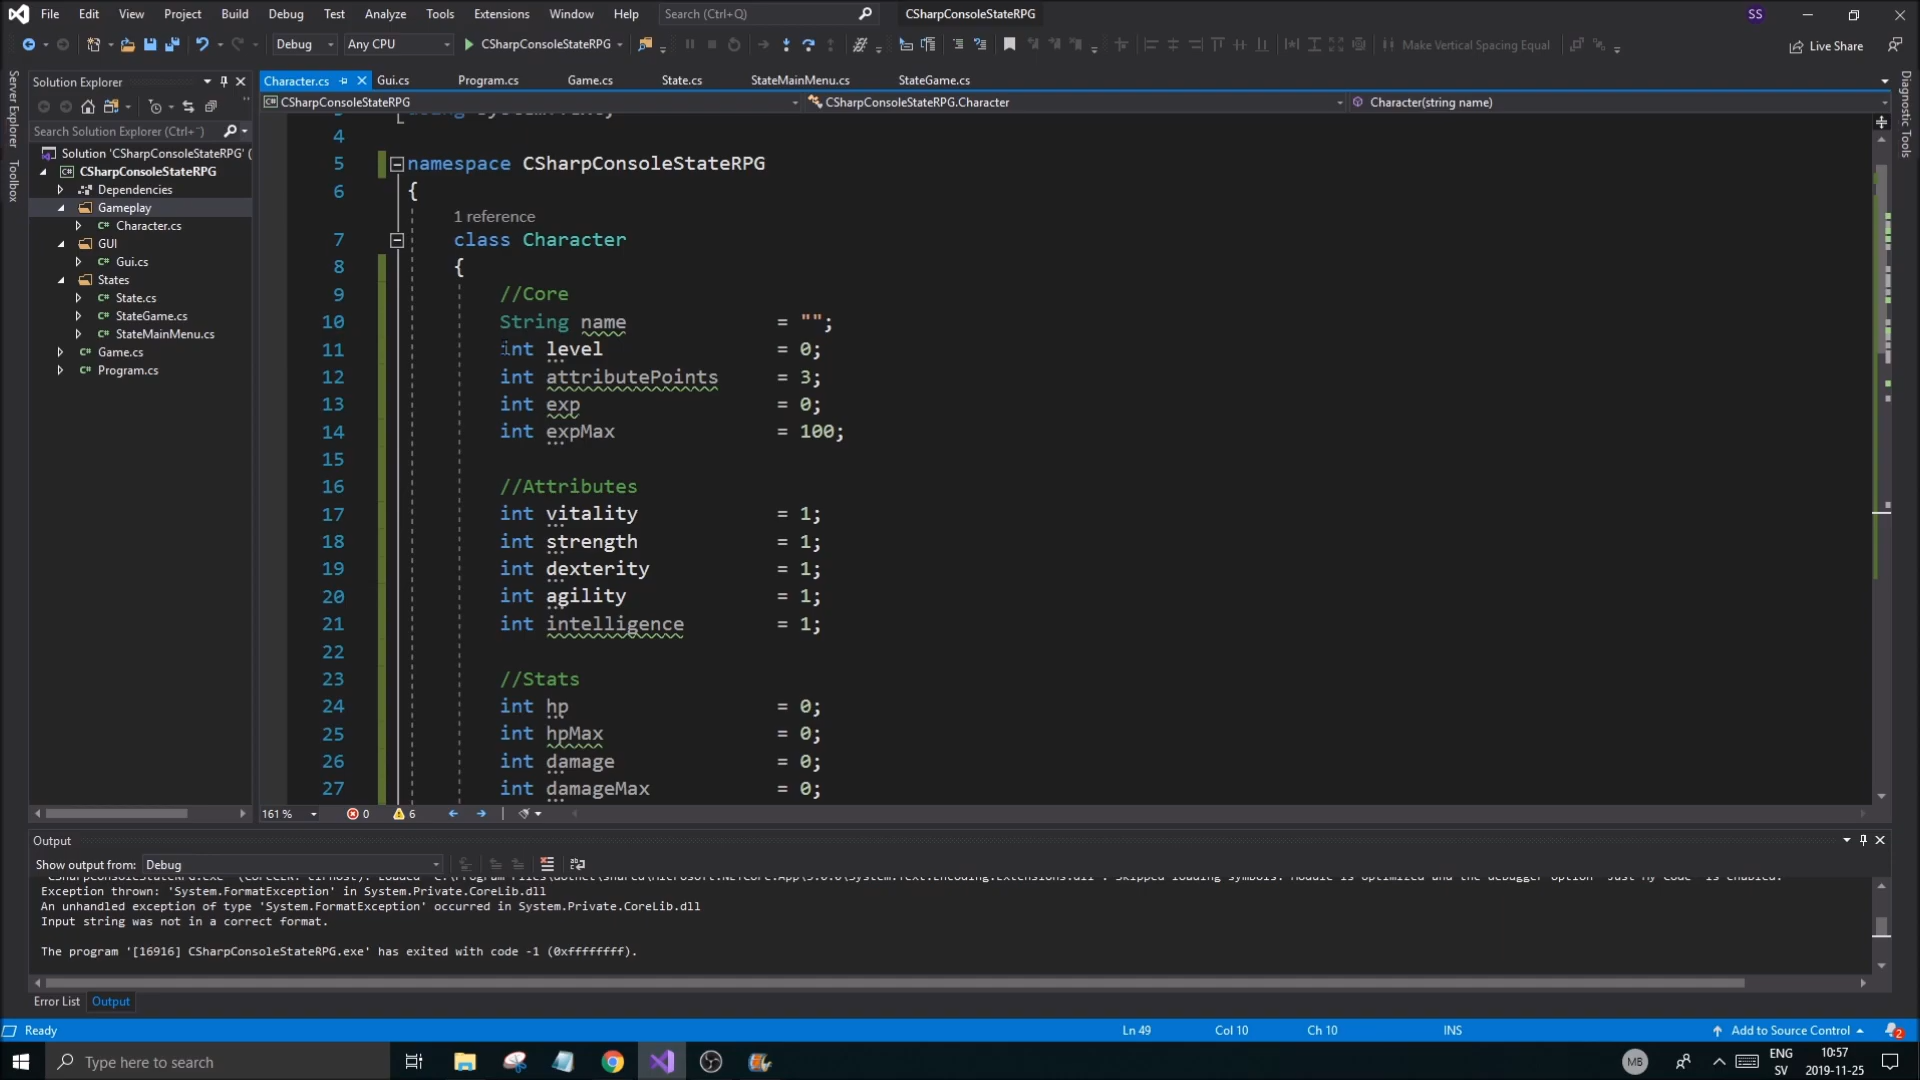 File Edit View Project Build Debug Test Analyze Tools Extensions Window Help Search (Ctrl+Q) CSharpConsoleStateRPG SS
Debug Any CPU CSharpConsoleStateRPG Make Vertical Spacing Equal Live Share
Server Explorer
Toolbox
Solution Explorer
Search Solution Explorer (Ctrl+
Solution 'CSharpConsoleStateRPG' (
CSharpConsoleStateRPG
Dependencies
Gameplay
Character.cs
GUI
Gui.cs
States
State.cs
StateGame.cs
StateMainMenu.cs
Game.cs
Program.cs
Character.cs Gui.cs Program.cs Game.cs State.cs StateMainMenu.cs StateGame.cs
CSharpConsoleStateRPG CSharpConsoleStateRPG.Character Character(string name)
4
5 namespace CSharpConsoleStateRPG
6 {
1 reference
7 class Character
8 {
9 //Core
10 String name = "";
11 int level = 0;
12 int attributePoints = 3;
13 int exp = 0;
14 int expMax = 100;
15
16 //Attributes
17 int vitality = 1;
18 int strength = 1;
19 int dexterity = 1;
20 int agility = 1;
21 int intelligence = 1;
22
23 //Stats
24 int hp = 0;
25 int hpMax = 0;
26 int damage = 0;
27 int damageMax = 0;
161 % 0 6
Diagnostic Tools
Output
Show output from: Debug
Exception thrown: 'System.FormatException' in System.Private.CoreLib.dll
An unhandled exception of type 'System.FormatException' occurred in System.Private.CoreLib.dll
Input string was not in a correct format.
The program '[16916] CSharpConsoleStateRPG.exe' has exited with code -1 (0xffffffff).
Error List Output
Ready Ln 49 Col 10 Ch 10 INS Add to Source Control 2
Type here to search MB ENG SV 10:57 2019-11-25